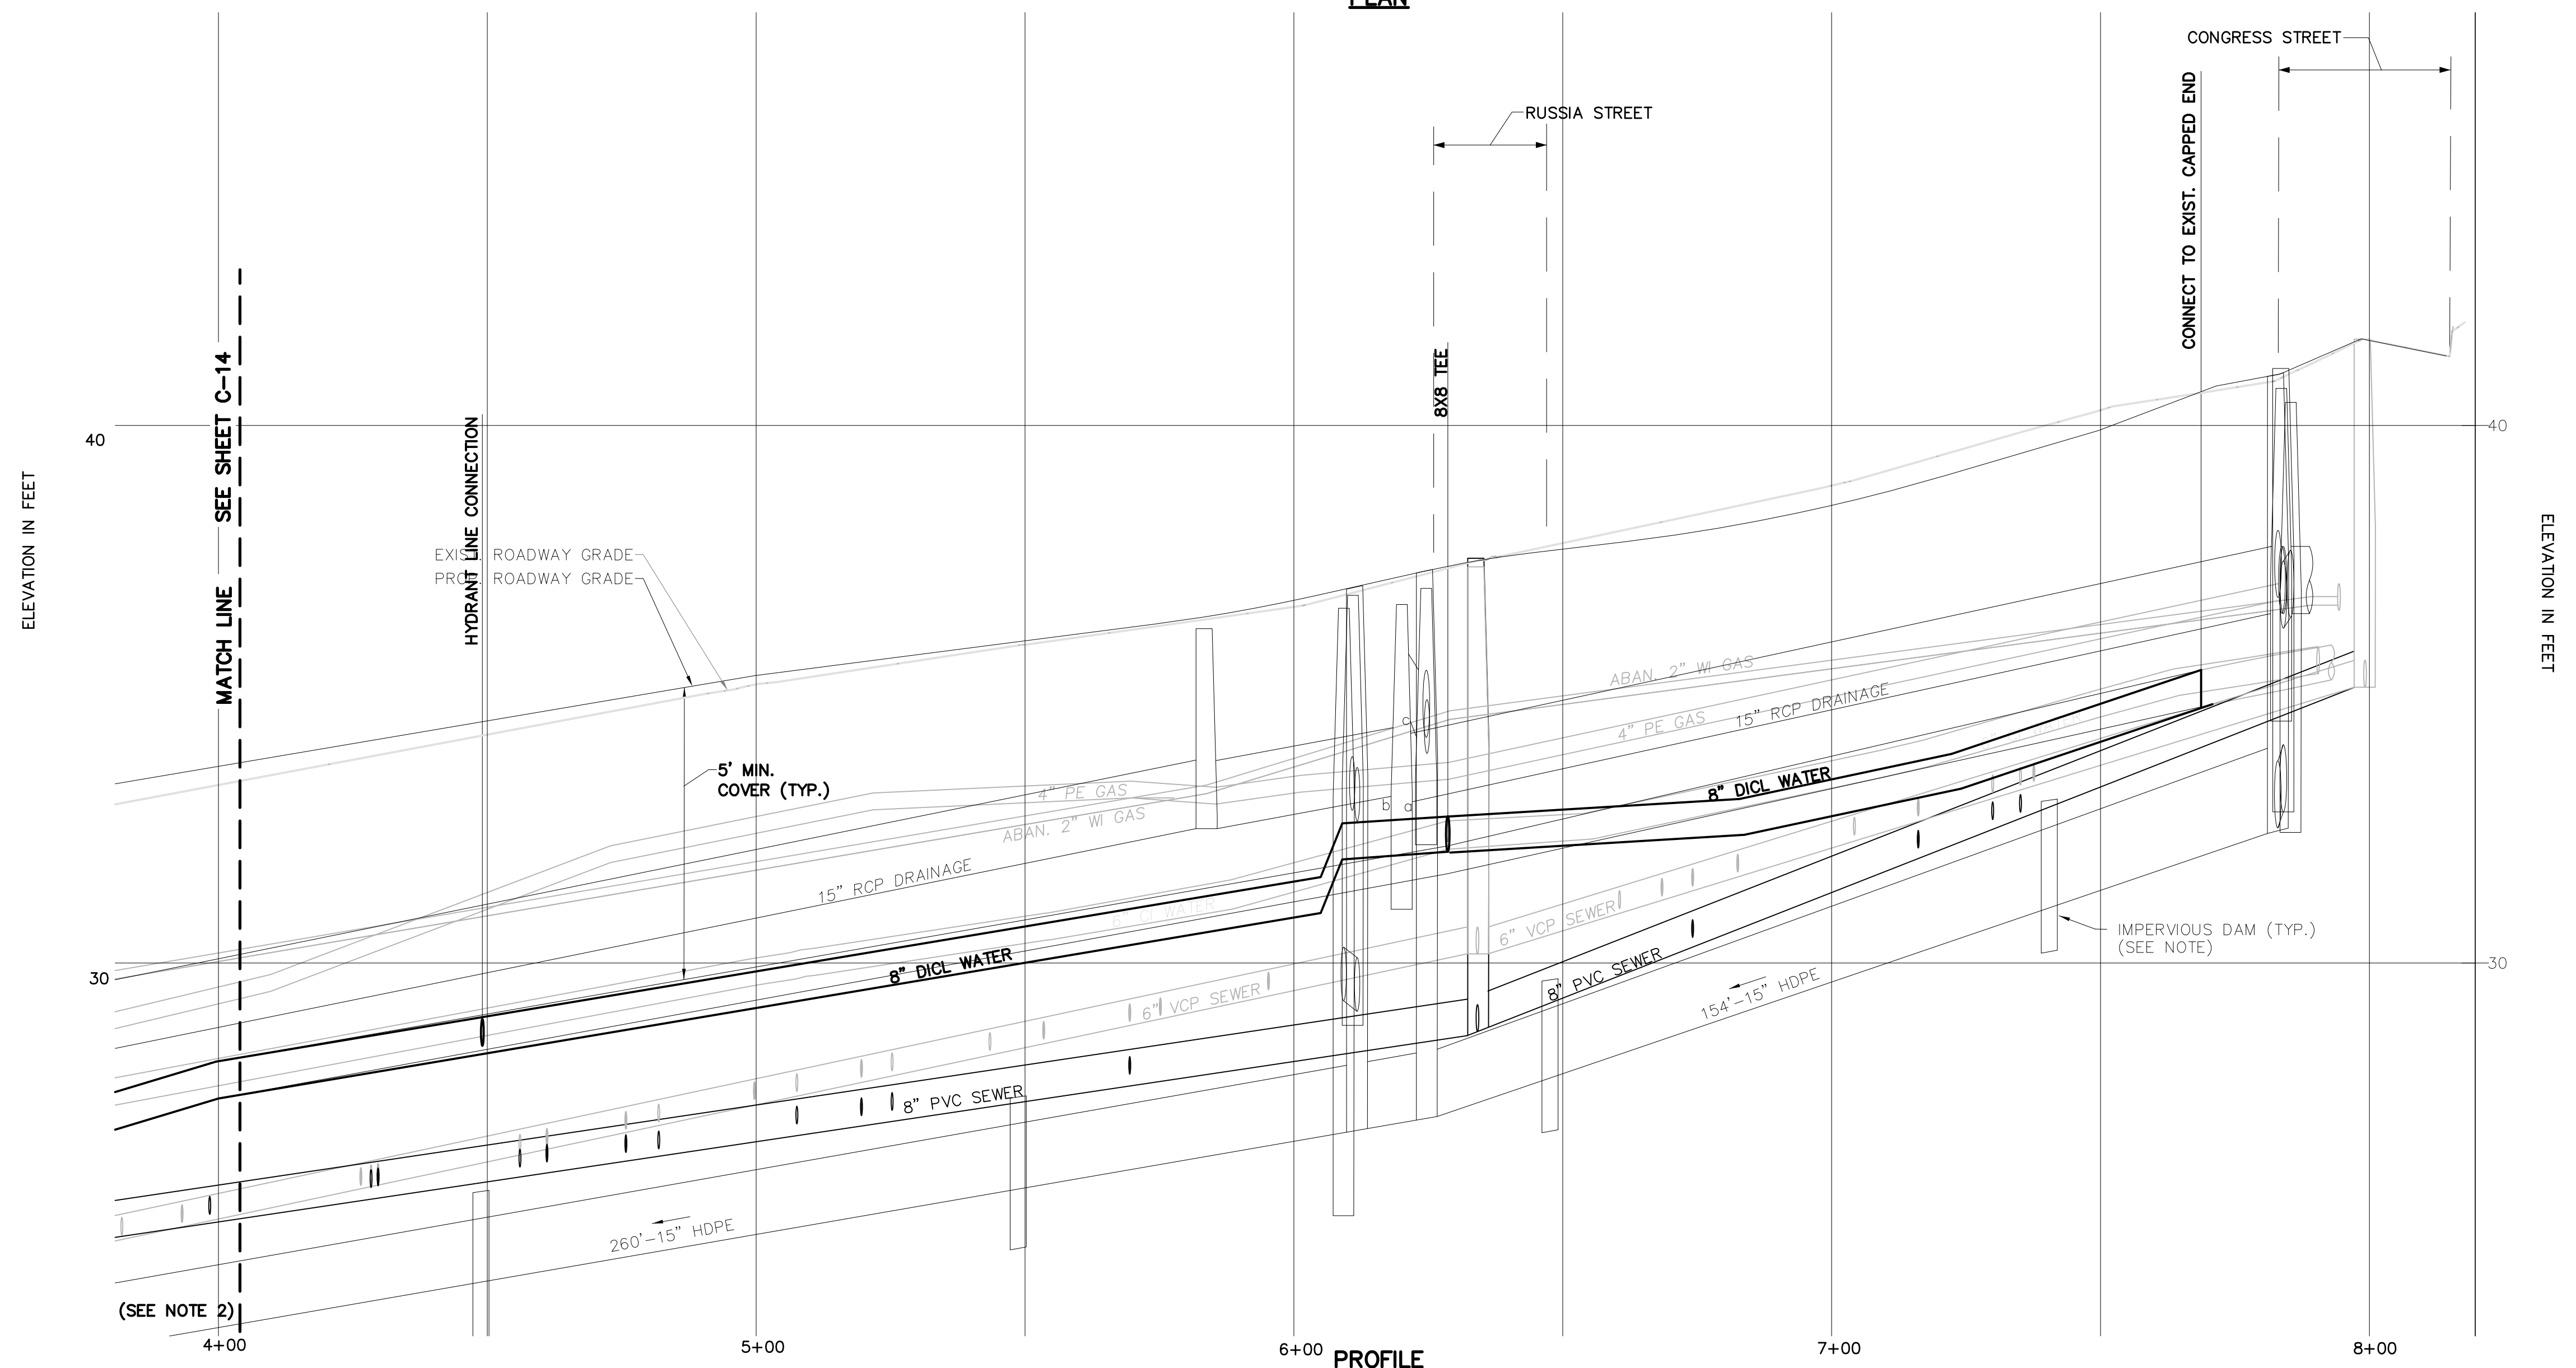 PLAN
CONGRESS STREET
RUSSIA STREET
CONNECT TO EXIST. CAPPED END
8X8 TEE
MATCH LINE SEE SHEET C-14
HYDRANT LINE CONNECTION
40
40
ELEVATION IN FEET
ELEVATION IN FEET
EXIST. ROADWAY GRADE
PROP. ROADWAY GRADE
ABAN. 2" WI GAS
15" RCP DRAINAGE
4" PE GAS
c
5' MIN.
COVER (TYP.)
4" PE GAS
b
a
8" DICL WATER
ABAN. 2" WI GAS
15" RCP DRAINAGE
6" CI WATER
6" VCP SEWER
IMPERVIOUS DAM (TYP.)
(SEE NOTE)
8" DICL WATER
30
30
8" PVC SEWER
154'-15" HDPE
6" VCP SEWER
8" PVC SEWER
260'-15" HDPE
(SEE NOTE 2)
4+00
5+00
6+00
7+00
8+00
PROFILE